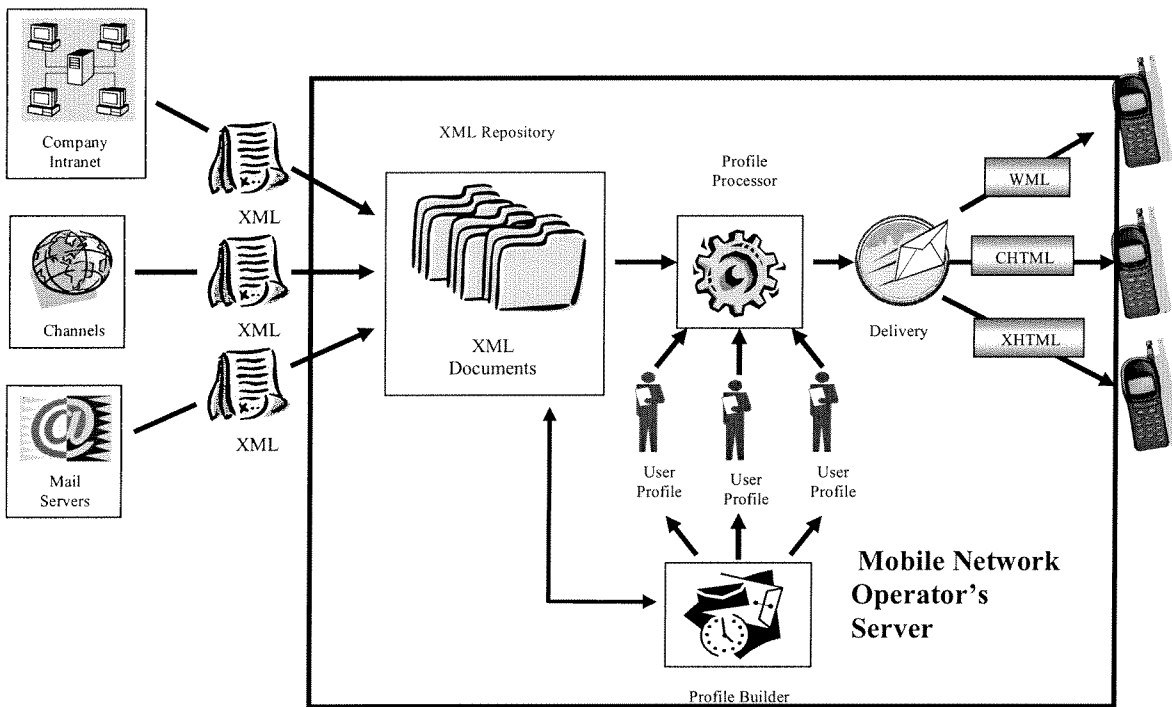 Company
Intranet
XML
XML Repository
Profile
Processor
WML
Channels
XML
XML
Documents
Delivery
CHTML
XHTML
Mail
Servers
XML
User
Profile
User
Profile
User
Profile
Mobile Network
Operator's
Server
Profile Builder